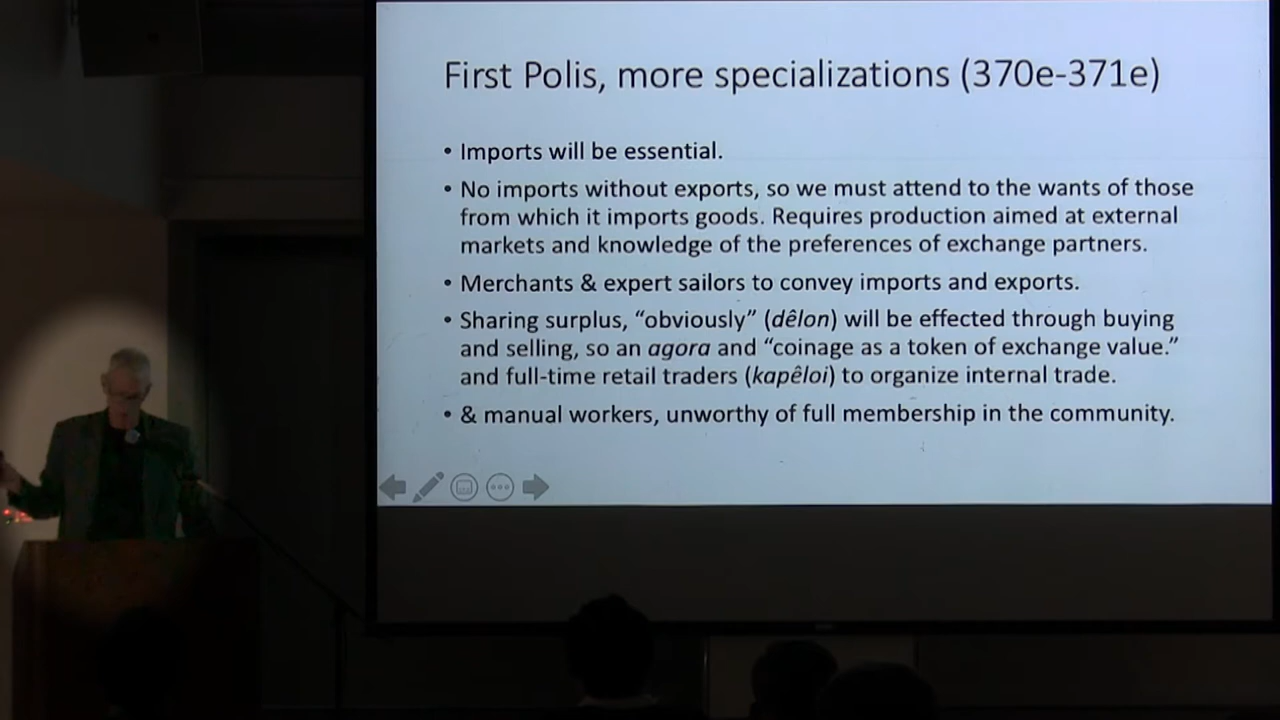 First Polis, more specializations (370e-371e)
• Imports will be essential.
• No imports without exports, so we must attend to the wants of those
from which it imports goods. Requires production aimed at external
markets and knowledge of the preferences of exchange partners.
• Merchants & expert sailors to convey imports and exports.
• Sharing surplus, “obviously” (dêlon) will be effected through buying
and selling, so an agora and “coinage as a token of exchange value.”
and full-time retail traders (kapêloi) to organize internal trade.
• & manual workers, unworthy of full membership in the community.